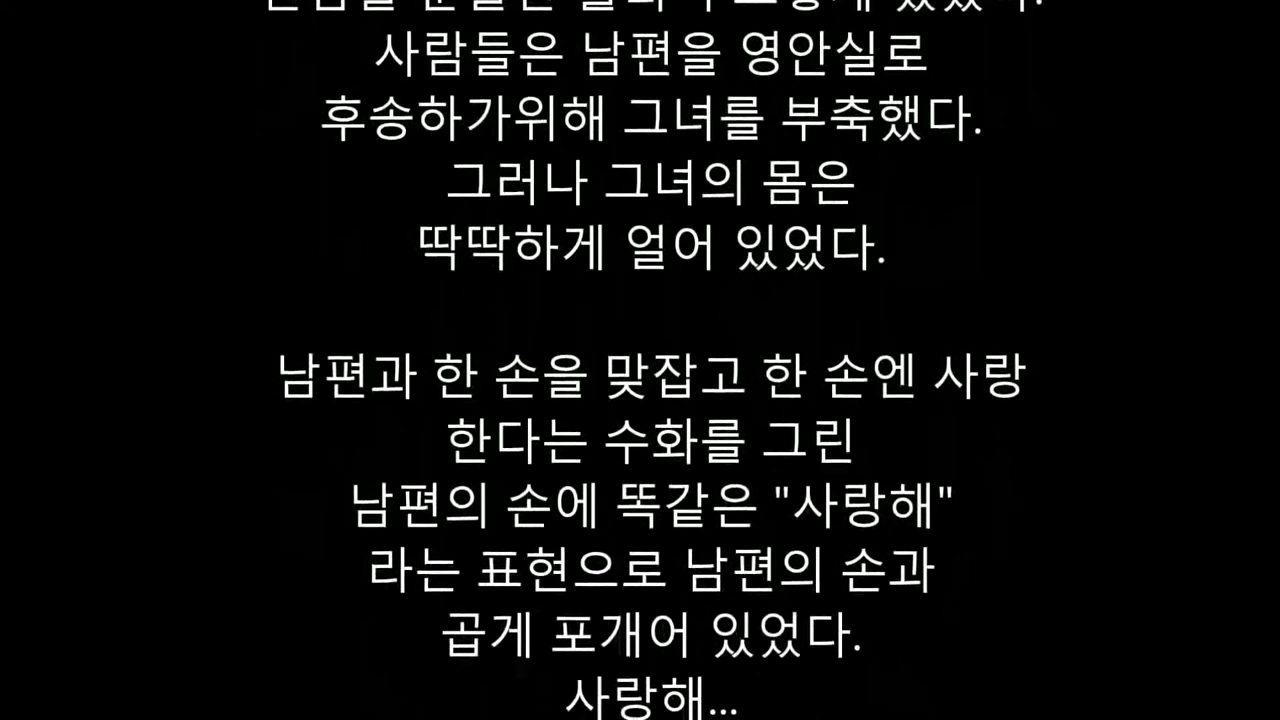 사람들은 남편을 영안실로
후송하가위해 그녀를 부축했다.
그러나 그녀의 몸은
딱딱하게 얼어 있었다.
남편과 한 손을 맞잡고 한 손엔 사랑
한다는 수화를 그린
남편의 손에 똑같은 "사랑해"
라는 표현으로 남편의 손과
곱게 포개어 있었다.
사랑해...